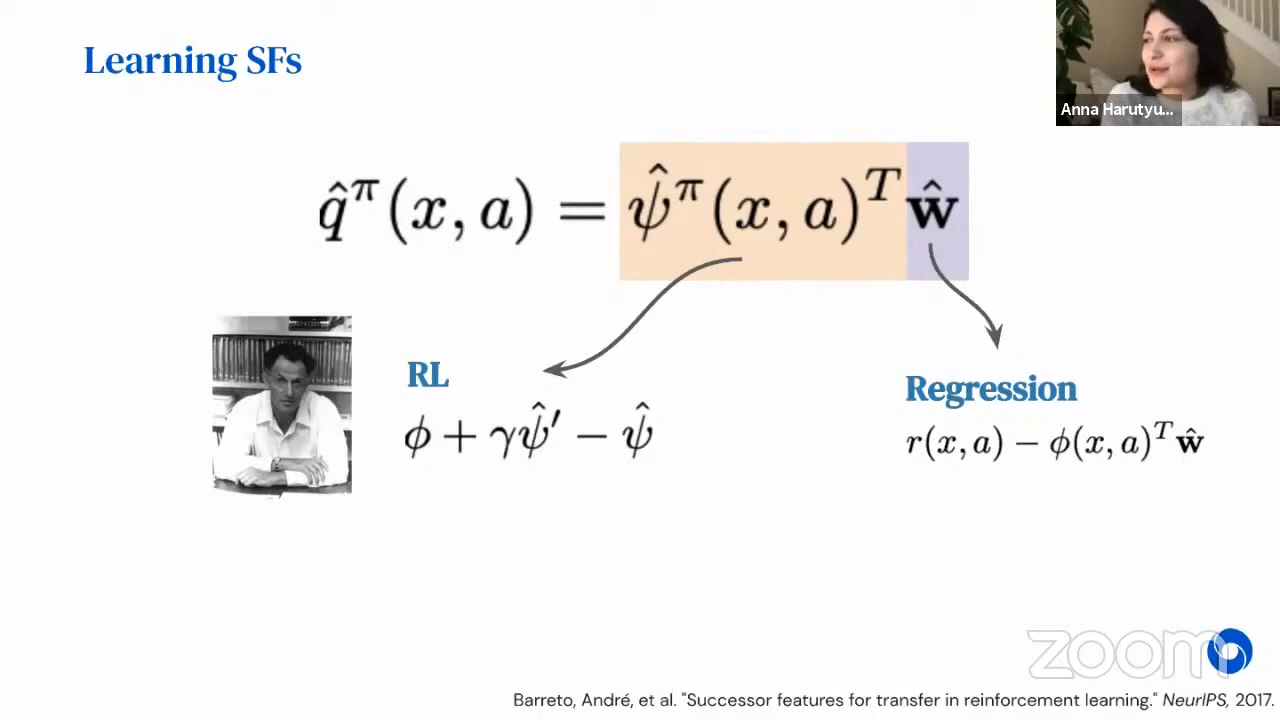 Learning SFs
Anna Harutyu...
q̂^π(x, a) = ψ̂^π(x, a)^T ŵ
RL
ϕ + γψ̂′ − ψ̂
Regression
r(x, a) − ϕ(x, a)^T ŵ
zoom
Barreto, André, et al. "Successor features for transfer in reinforcement learning." NeurIPS, 2017.